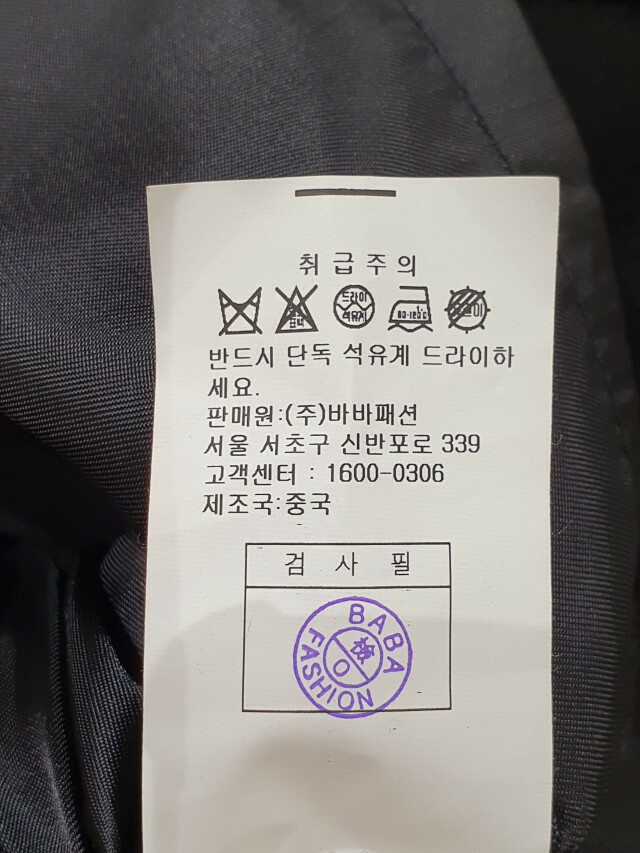 취급주의
드라이
석유계
반드시 단독 석유계 드라이하
세요.
판매원:(주)바바패션
서울 서초구 신반포로 339
고객센터 : 1600-0306
제조국:중국
검 사 필
BABA
檢
0
FASHION